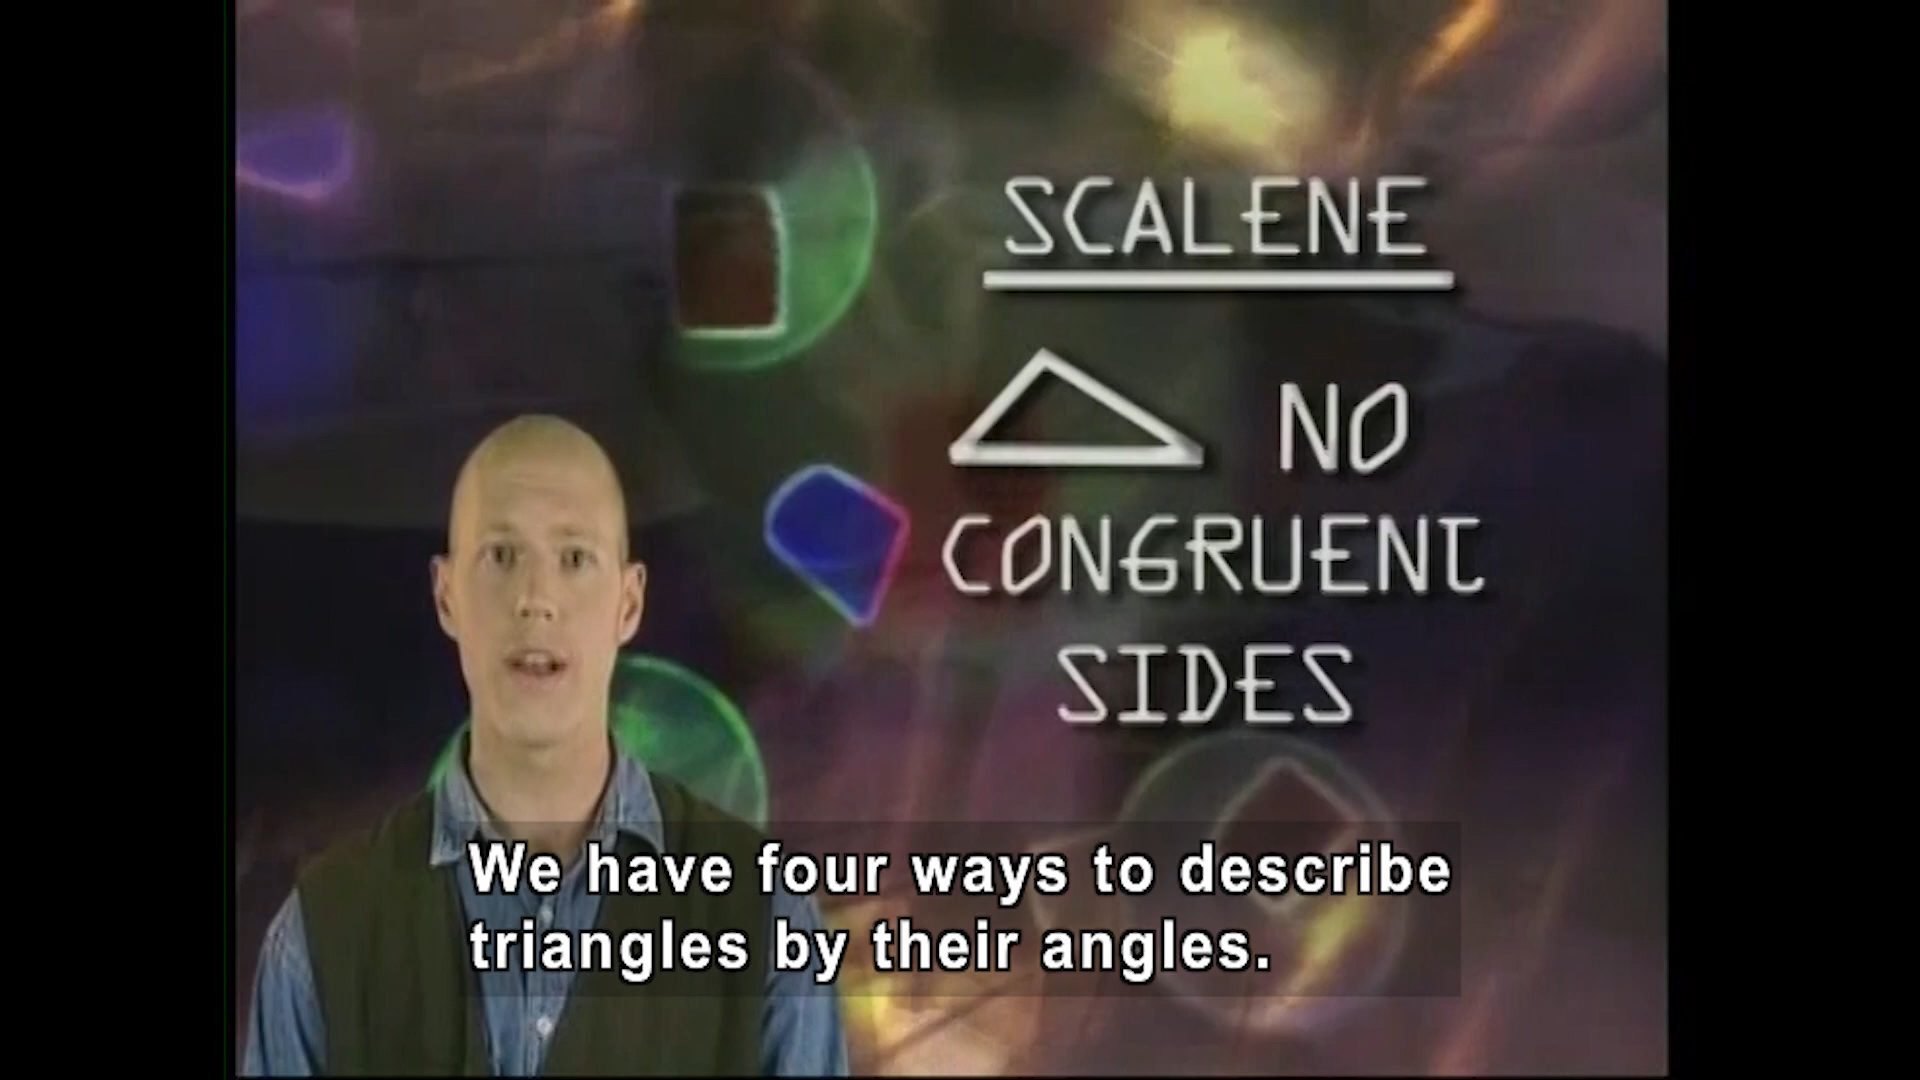 SCALENE
NO
CONGRUENT
SIDES
We have four ways to describe
triangles by their angles.